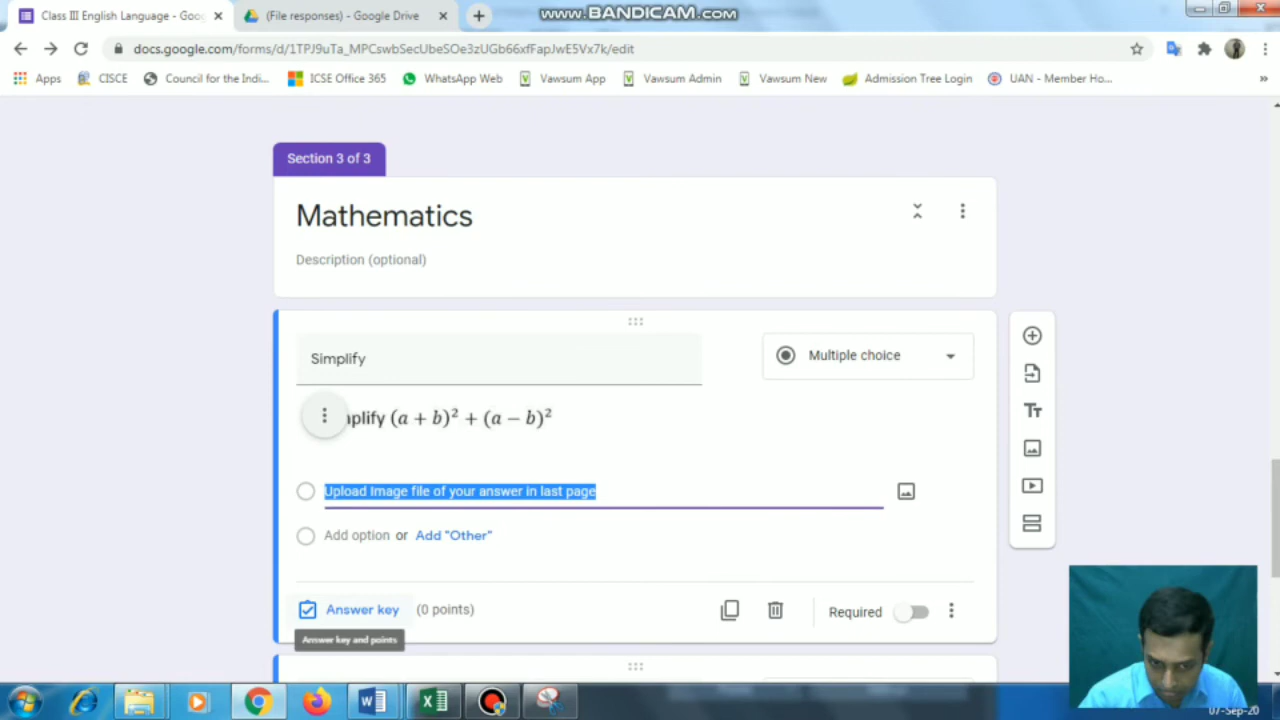 Class III English Language - Goo
(File responses) - Google Drive
www.BANDICAM.com
docs.google.com/forms/d/1TPJ9uTa_MPCswbSecUbeSOe3zUGb66xfFapJwE5Vx7k/edit
Apps
CISCE
Council for the Indi...
ICSE Office 365
WhatsApp Web
Vawsum App
Vawsum Admin
Vawsum New
Admission Tree Login
UAN - Member Ho...
Section 3 of 3
Mathematics
Description (optional)
Simplify
Multiple choice
plify (a + b)² + (a − b)²
Upload Image file of your answer in last page
Add option or Add "Other"
Answer key (0 points)
Required
Answer key and points
07-Sep-20